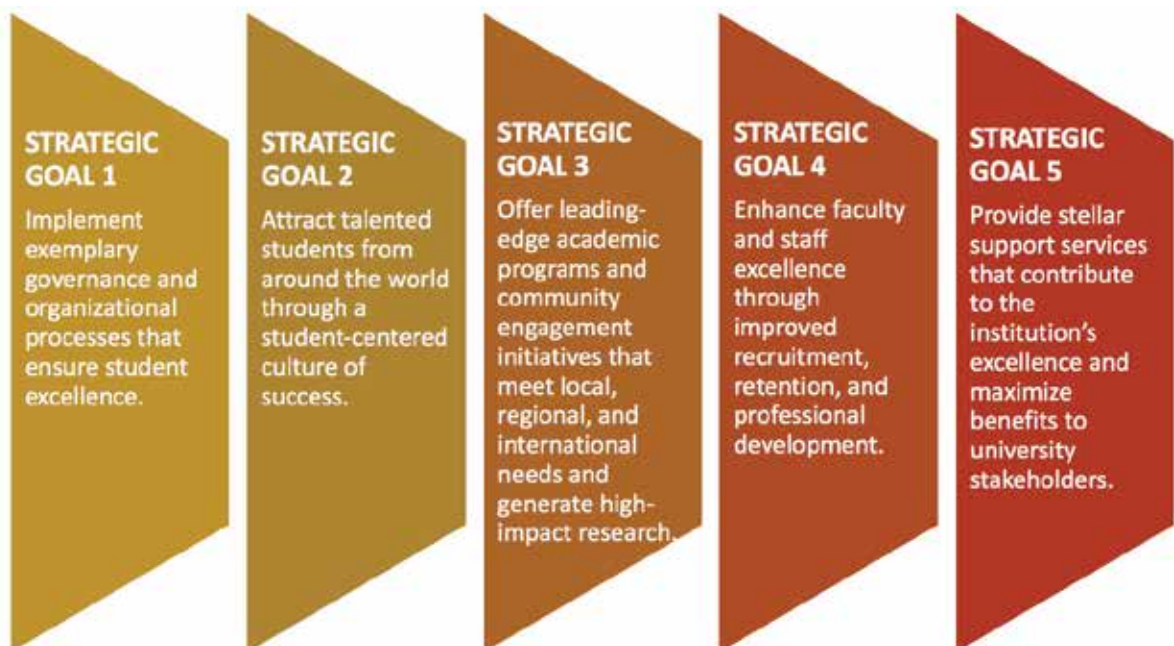 STRATEGIC
GOAL 1
Implement
exemplary
governance and
organizational
processes that
ensure student
excellence.
STRATEGIC
GOAL 2
Attract talented
students from
around the world
through a
student-centered
culture of
success.
STRATEGIC
GOAL 3
Offer leading-
edge academic
programs and
community
engagement
initiatives that
meet local,
regional, and
international
needs and
generate high-
impact research.
STRATEGIC
GOAL 4
Enhance faculty
and staff
excellence
through
improved
recruitment,
retention, and
professional
development.
STRATEGIC
GOAL 5
Provide stellar
support services
that contribute
to the
institution’s
excellence and
maximize
benefits to
university
stakeholders.